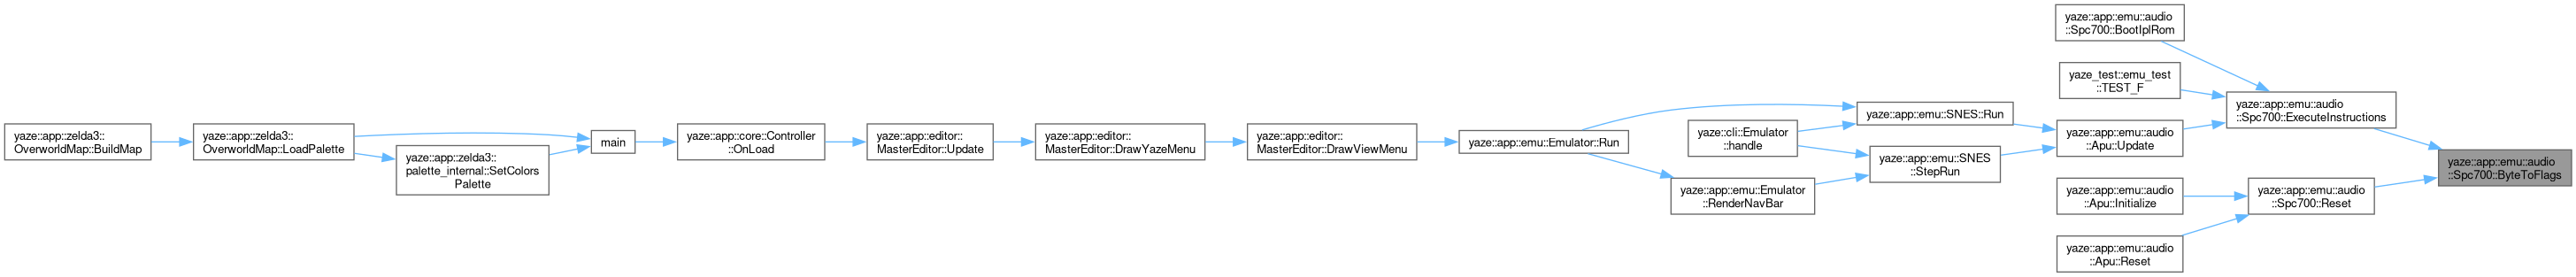 yaze::app::zelda3::
OverworldMap::BuildMap
yaze::app::zelda3::
OverworldMap::LoadPalette
yaze::app::zelda3::
palette_internal::SetColors
Palette
main
yaze::app::core::Controller
::OnLoad
yaze::app::editor::
MasterEditor::Update
yaze::app::editor::
MasterEditor::DrawYazeMenu
yaze::app::editor::
MasterEditor::DrawViewMenu
yaze::app::emu::Emulator::Run
yaze::cli::Emulator
::handle
yaze::app::emu::Emulator
::RenderNavBar
yaze::app::emu::SNES::Run
yaze::app::emu::SNES
::StepRun
yaze::app::emu::audio
::Spc700::BootIplRom
yaze_test::emu_test
::TEST_F
yaze::app::emu::audio
::Apu::Update
yaze::app::emu::audio
::Apu::Initialize
yaze::app::emu::audio
::Apu::Reset
yaze::app::emu::audio
::Spc700::ExecuteInstructions
yaze::app::emu::audio
::Spc700::Reset
yaze::app::emu::audio
::Spc700::ByteToFlags